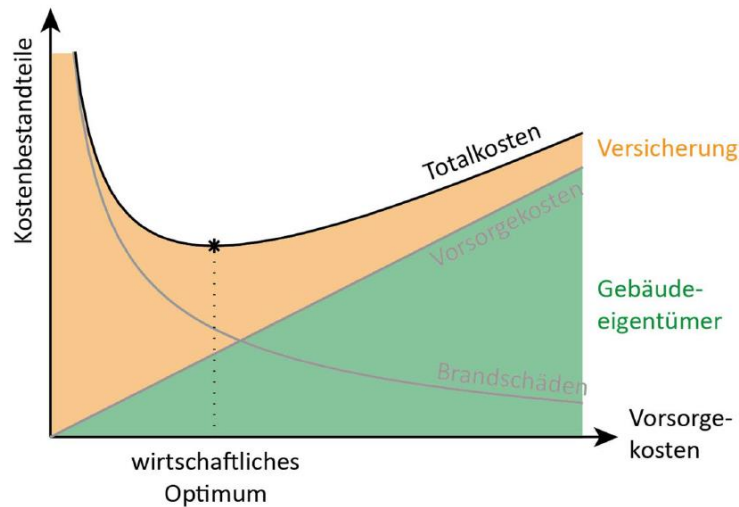 Kostenbestandteile
Totalkosten
Versicherung
Vorsorgekosten
Gebäude-
eigentümer
Brandschäden
Vorsorge-
kosten
wirtschaftliches
Optimum